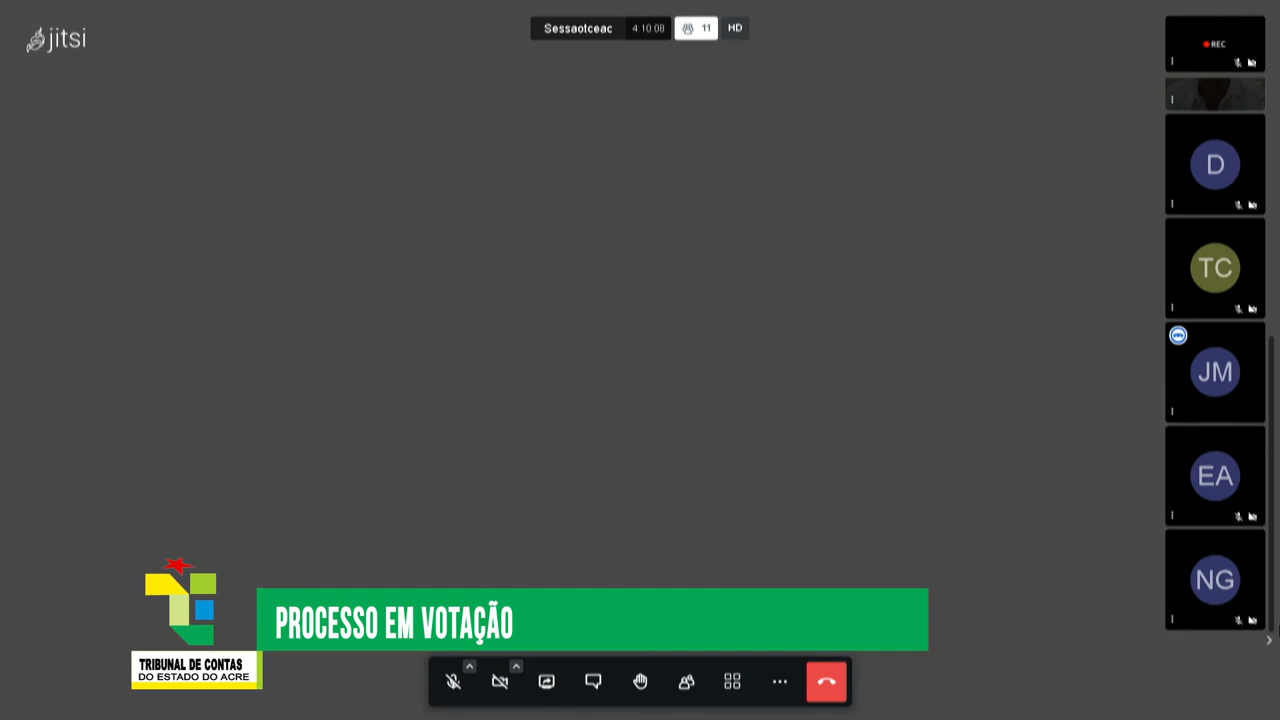 jitsi
Sessaotceac 4:10:00 11 HD
REC
D
TC
JM
EA
NG
PROCESSO EM VOTAÇÃO
TRIBUNAL DE CONTAS
DO ESTADO DO ACRE